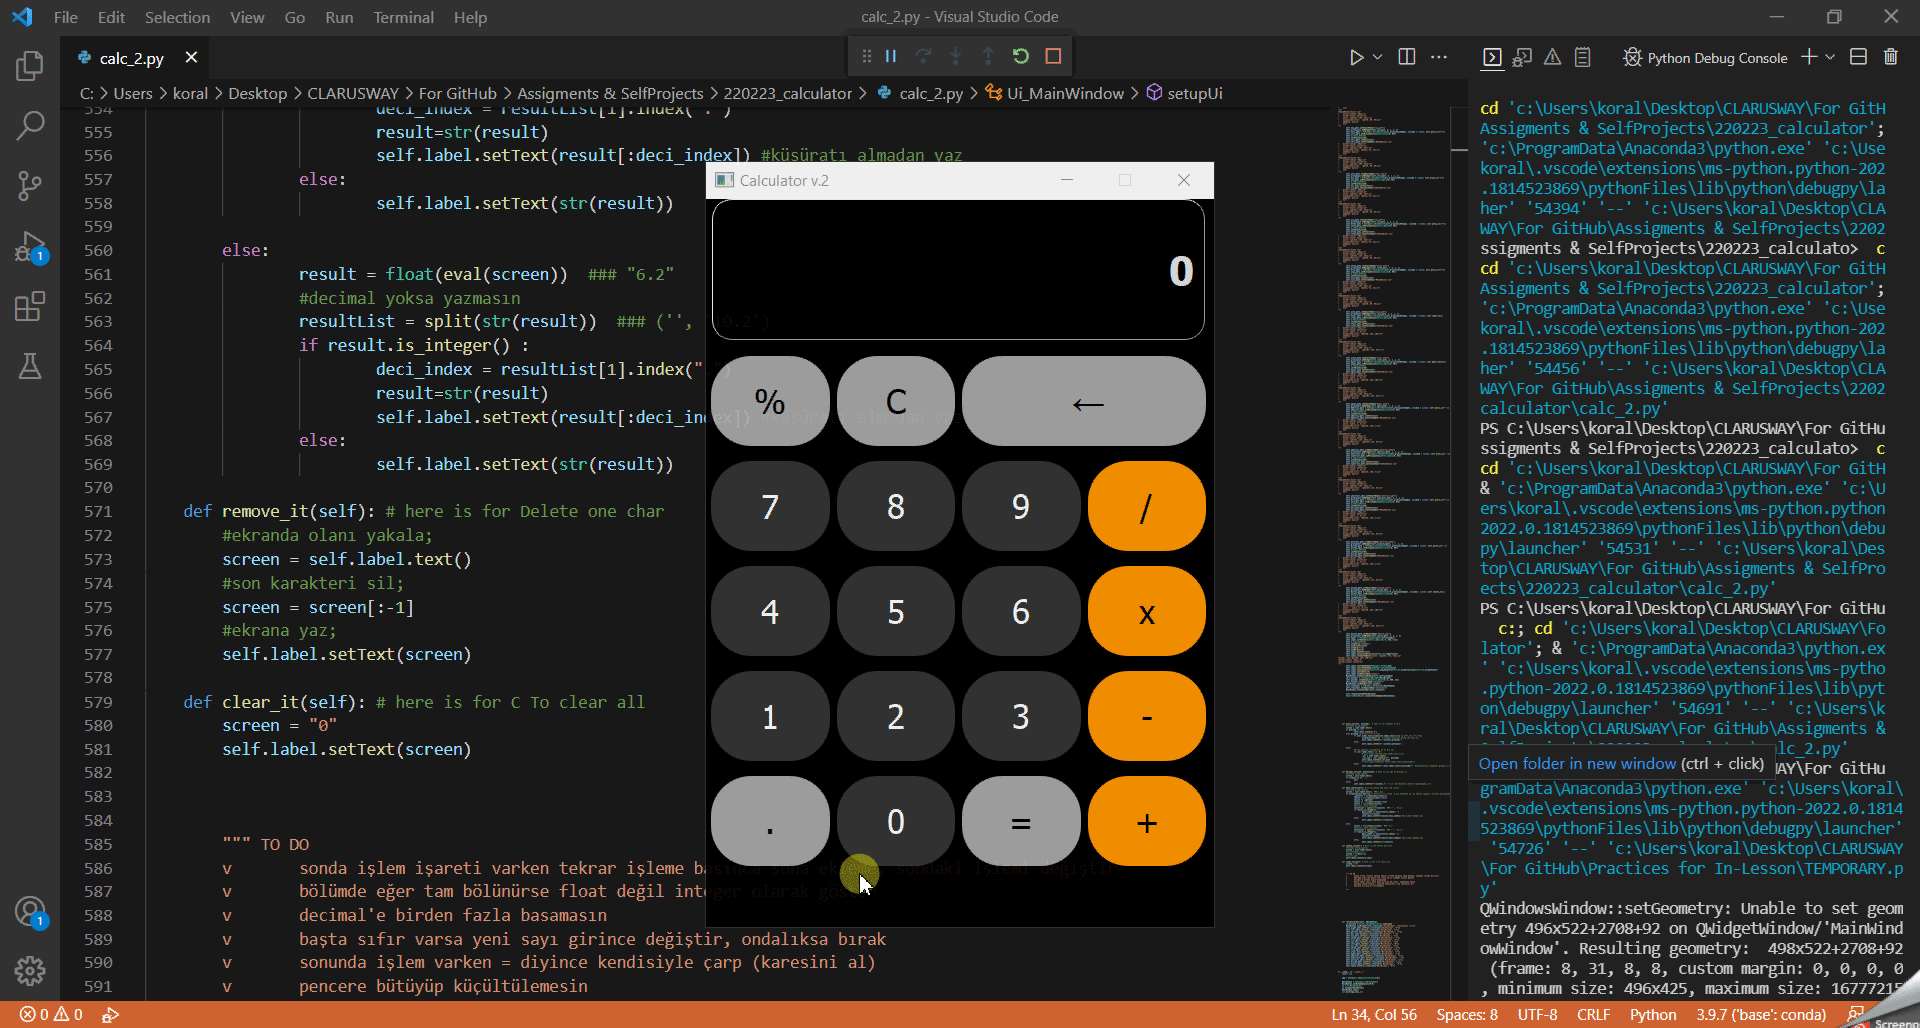 File Edit Selection View Go Run Terminal Help
calc_2.py - Visual Studio Code
calc_2.py
Python Debug Console
C: > Users > koral > Desktop > CLARUSWAY > For GitHub > Assigments & SelfProjects > 220223_calculator > calc_2.py > Ui_MainWindow > setupUi
554 deci_index = resultList[1].index(".")
555 result=str(result)
556 self.label.setText(result[:deci_index]) #küsüratı almadan yaz
557 else:
558 self.label.setText(str(result))
559
560 else:
561 result = float(eval(screen)) ### "6.2"
562 #decimal yoksa yazmasın
563 resultList = split(str(result)) ### ('', '10.2')
564 if result.is_integer() :
565 deci_index = resultList[1].index("
566 result=str(result)
567 self.label.setText(result[:deci_index]) #küsüratı almadan yaz
568 else:
569 self.label.setText(str(result))
570
571 def remove_it(self): # here is for Delete one char
572 #ekranda olanı yakala;
573 screen = self.label.text()
574 #son karakteri sil;
575 screen = screen[:-1]
576 #ekrana yaz;
577 self.label.setText(screen)
578
579 def clear_it(self): # here is for C To clear all
580 screen = "0"
581 self.label.setText(screen)
582
583
584
585 """ TO DO
586 v sonda işlem işareti varken tekrar işleme basınca sona ekleme, sondaki işlemi değiştir
587 v bölümde eğer tam bölünürse float değil integer olarak
588 v decimal'e birden fazla basamasın
589 v başta sıfır varsa yeni sayı girince değiştir, ondalıksa bırak
590 v sonunda işlem varken = diyince kendisiyle çarp (karesini al)
591 v pencere bütüyüp küçültülemesin
Calculator v.2
0
% C ←
7 8 9 /
4 5 6 x
1 2 3 -
. 0 = +
cd 'c:\Users\koral\Desktop\CLARUSWAY\For GitH
Assigments & SelfProjects\220223_calculator';
'c:\ProgramData\Anaconda3\python.exe' 'c:\Use
koral\.vscode\extensions\ms-python.python-202
.1814523869\pythonFiles\lib\python\debugpy\la
her' '54394' '--' 'c:\Users\koral\Desktop\CLA
WAY\For GitHub\Assigments & SelfProjects\2202
ssigments & SelfProjects\220223_calculato> c
cd 'c:\Users\koral\Desktop\CLARUSWAY\For GitH
Assigments & SelfProjects\220223_calculator';
'c:\ProgramData\Anaconda3\python.exe' 'c:\Use
koral\.vscode\extensions\ms-python.python-202
.1814523869\pythonFiles\lib\python\debugpy\la
her' '54456' '--' 'c:\Users\koral\Desktop\CLA
WAY\For GitHub\Assigments & SelfProjects\2202
calculator\calc_2.py'
PS C:\Users\koral\Desktop\CLARUSWAY\For GitHu
ssigments & SelfProjects\220223_calculato> c
cd 'c:\Users\koral\Desktop\CLARUSWAY\For GitH
& 'c:\ProgramData\Anaconda3\python.exe' 'c:\U
ers\koral\.vscode\extensions\ms-python.python
2022.0.1814523869\pythonFiles\lib\python\debu
py\launcher' '54531' '--' 'c:\Users\koral\Des
top\CLARUSWAY\For GitHub\Assigments & SelfPro
ects\220223_calculator\calc_2.py'
PS C:\Users\koral\Desktop\CLARUSWAY\For GitHu
c:; cd 'c:\Users\koral\Desktop\CLARUSWAY\Fo
lator'; & 'c:\ProgramData\Anaconda3\python.ex
' 'c:\Users\koral\.vscode\extensions\ms-pytho
.python-2022.0.1814523869\pythonFiles\lib\pyt
on\debugpy\launcher' '54691' '--' 'c:\Users\k
ral\Desktop\CLARUSWAY\For GitHub\Assigments &
lc_2.py'
Open folder in new window (ctrl + click)
AY\For GitHu
gramData\Anaconda3\python.exe' 'c:\Users\koral\
.vscode\extensions\ms-python.python-2022.0.1814
523869\pythonFiles\lib\python\debugpy\launcher'
'54726' '--' 'c:\Users\koral\Desktop\CLARUSWAY
\For GitHub\Practices for In-Lesson\TEMPORARY.p
y'
QWindowsWindow::setGeometry: Unable to set geom
etry 496x522+2708+92 on QWidgetWindow/'MainWind
owWindow'. Resulting geometry: 498x522+2708+92
(frame: 8, 31, 8, 8, custom margin: 0, 0, 0, 0
, minimum size: 496x425, maximum size: 16777215
1
1
0 0
Ln 34, Col 56 Spaces: 8 UTF-8 CRLF Python 3.9.7 ('base': conda)